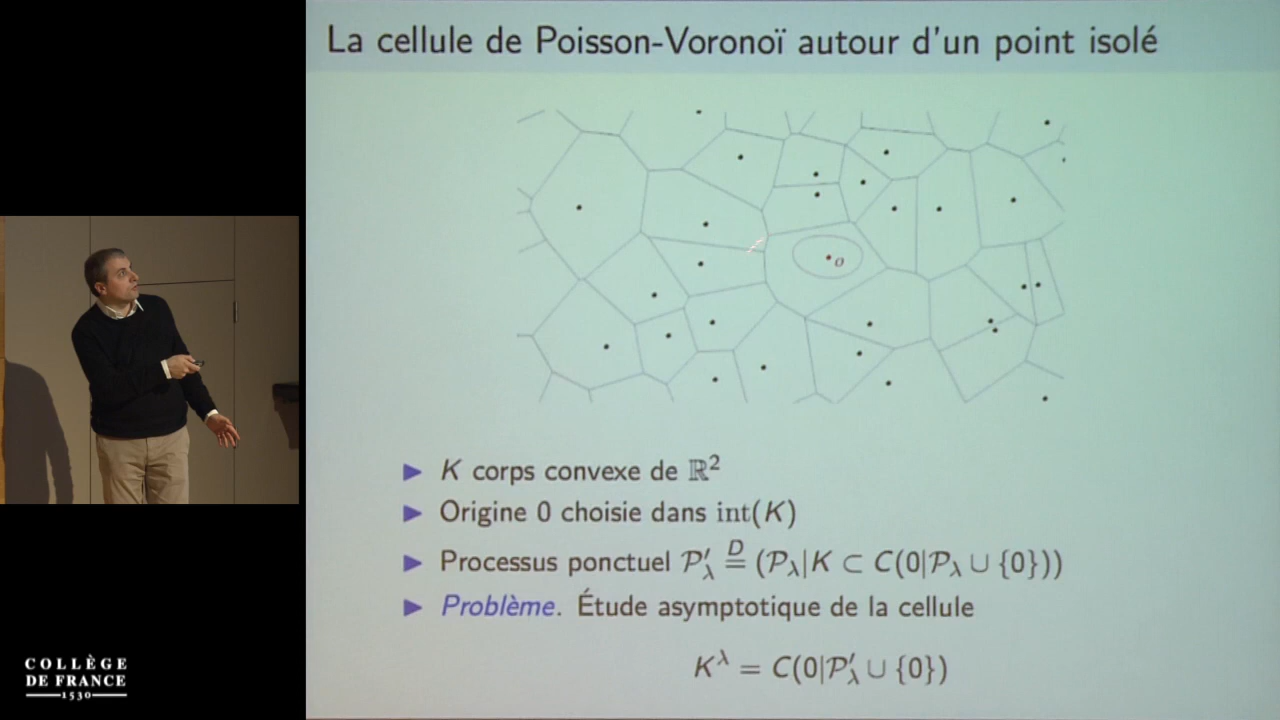 La cellule de Poisson-Voronoï autour d'un point isolé
o
► K corps convexe de ℝ²
► Origine 0 choisie dans int(K)
► Processus ponctuel 𝒫′_λ =^D (𝒫_λ|K ⊂ C(0|𝒫_λ ∪ {0}))
► Problème. Étude asymptotique de la cellule
K^λ = C(0|𝒫′_λ ∪ {0})
COLLÈGE
DE FRANCE
1530